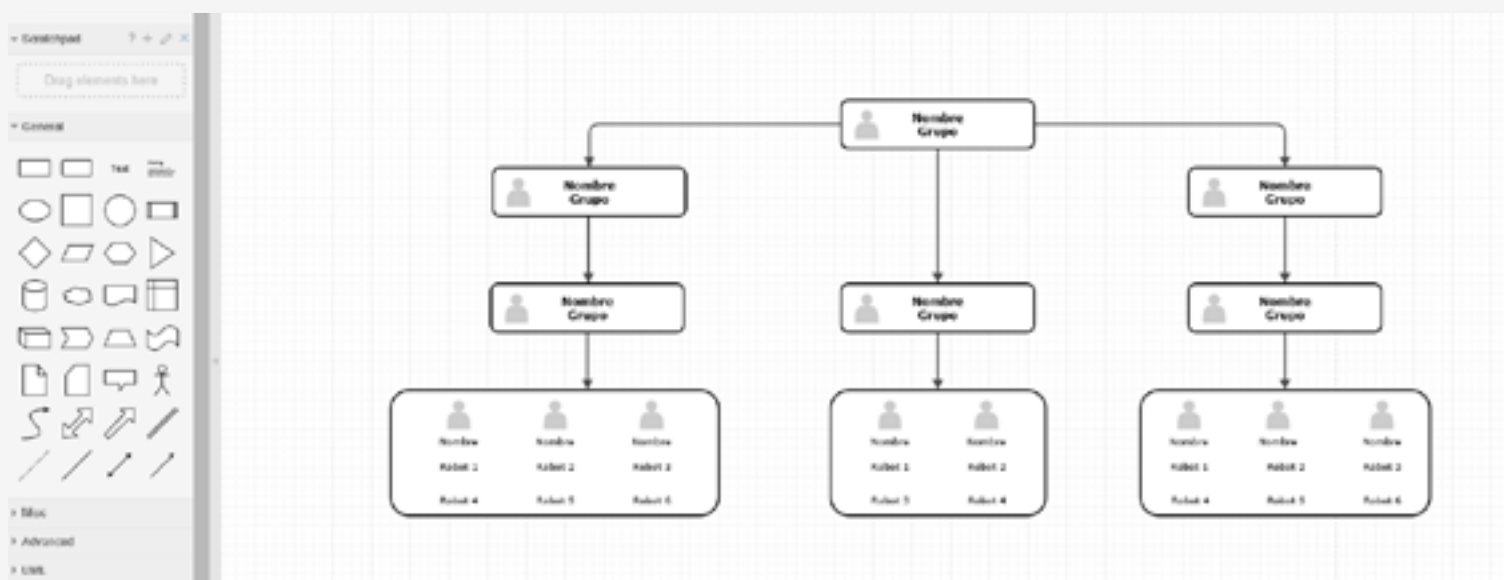 Scratchpad
? + ×
Drag elements here
General
Text
Nombre
Grupo
Nombre
Grupo
Nombre
Grupo
Nombre
Grupo
Nombre
Grupo
Nombre
Grupo
Nombre Nombre Nombre
Robot 1 Robot 2 Robot 3
Robot 4 Robot 5 Robot 6
Nombre Nombre
Robot 1 Robot 2
Robot 3 Robot 4
Nombre Nombre Nombre
Robot 1 Robot 2 Robot 3
Robot 4 Robot 5 Robot 6
Misc
Advanced
UML